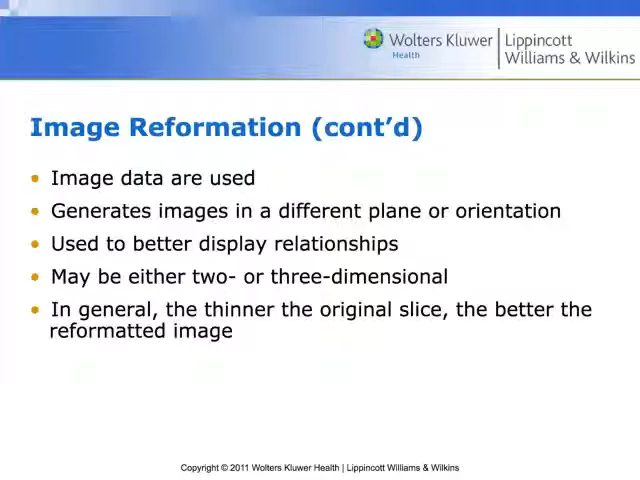 Wolters Kluwer
Health
Lippincott
Williams & Wilkins
Image Reformation (cont’d)
• Image data are used
• Generates images in a different plane or orientation
• Used to better display relationships
• May be either two- or three-dimensional
• In general, the thinner the original slice, the better the
reformatted image
Copyright © 2011 Wolters Kluwer Health | Lippincott Williams & Wilkins